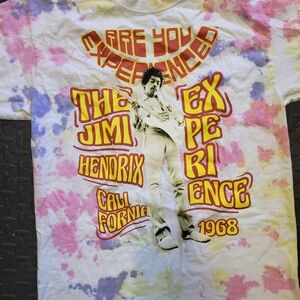 ARE YOU
EXPERIENCED
THE
JIMI
HENDRIX
CALI
FORNIA
EX
PE
RI
ENCE
1968